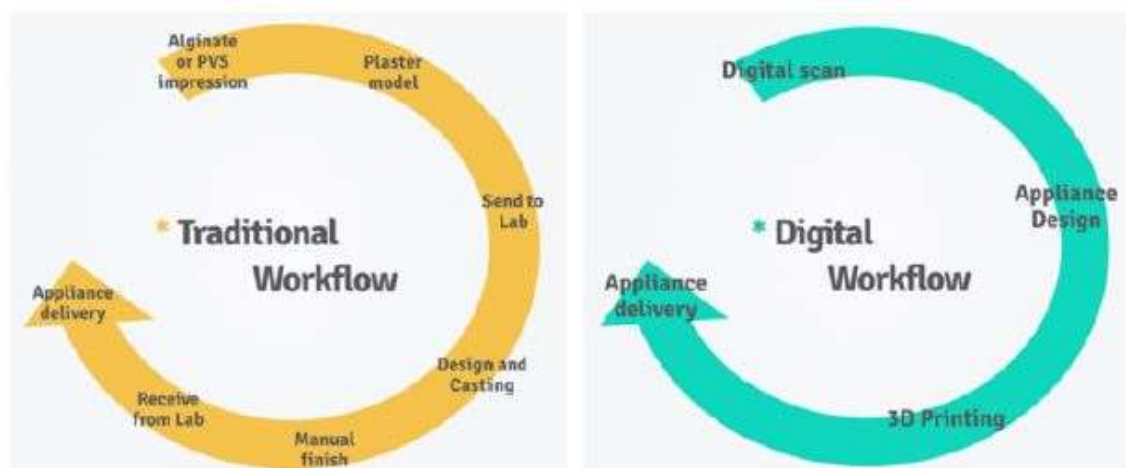 Alginate
or PVS
impression
Plaster
model
Send to
Lab
* Traditional
Workflow
Appliance
delivery
Design and
Casting
Receive
from Lab
Manual
finish
Digital scan
Appliance
Design
* Digital
Workflow
Appliance
delivery
3D Printing